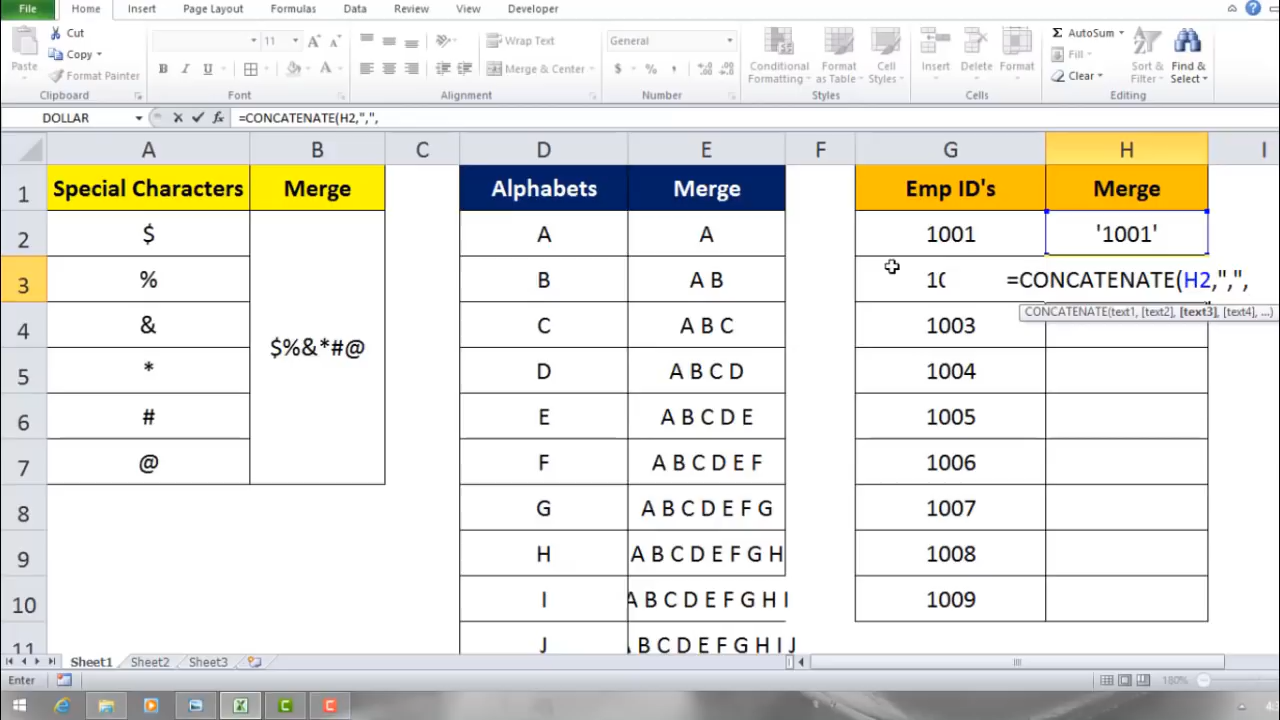 File Home Insert Page Layout Formulas Data Review View Developer
Cut
Copy
Format Painter
Paste
Clipboard
11 A A
B I U A
Font
Wrap Text
Merge & Center
Alignment
General
$ % ,
Number
Conditional Formatting
Format as Table
Cell Styles
Styles
Insert Delete Format
Cells
Σ AutoSum
Fill
Clear
Sort & Filter
Find & Select
Editing
DOLLAR fx =CONCATENATE(H2,",",
A B C D E F G H I
1 Special Characters Merge Alphabets Merge Emp ID's Merge
2 $ A A 1001 '1001'
3 % B A B 10 =CONCATENATE(H2,",",
CONCATENATE(text1, [text2], [text3], [text4], ...)
4 & $%&*#@ C A B C 1003
5 * D A B C D 1004
6 # E A B C D E 1005
7 @ F A B C D E F 1006
8 G A B C D E F G 1007
9 H A B C D E F G H 1008
10 I A B C D E F G H I 1009
11 J A B C D E F G H I J
Sheet1 Sheet2 Sheet3
Enter 180%